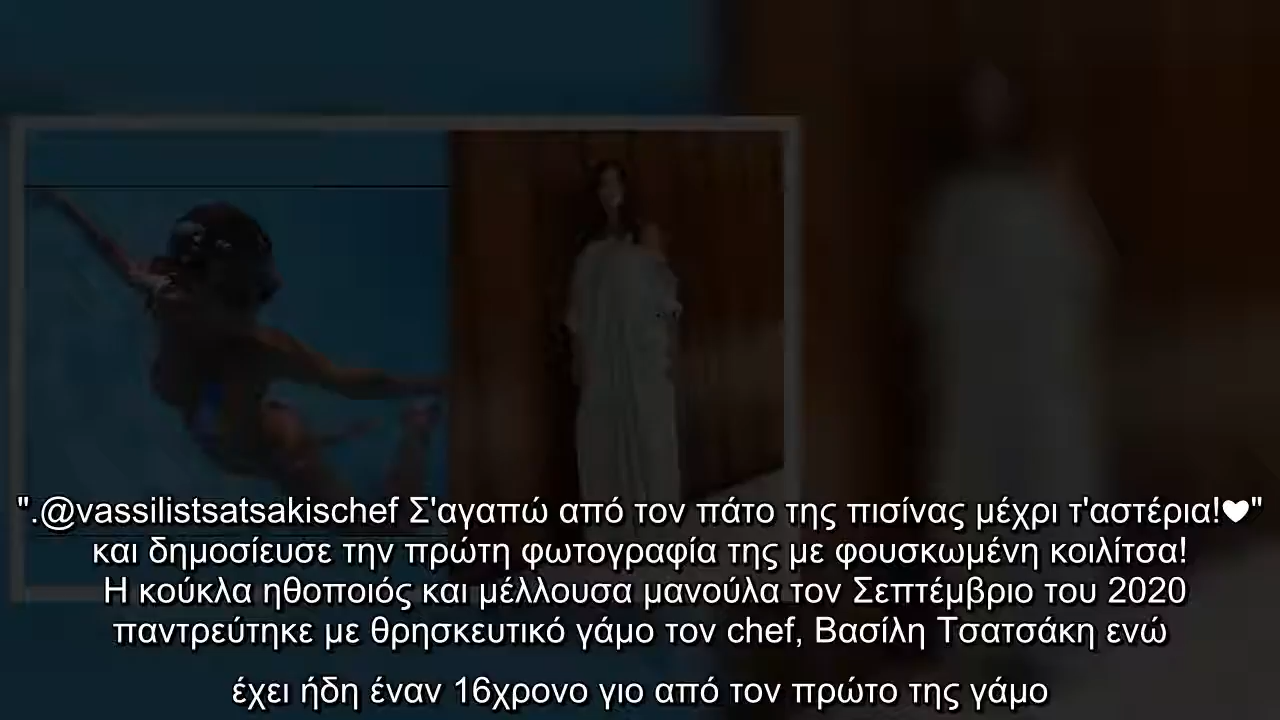 ".@vassilistsatsakischef Σ'αγαπώ από τον πάτο της πισίνας μέχρι τ'αστέρια!❤"
και δημοσίευσε την πρώτη φωτογραφία της με φουσκωμένη κοιλίτσα!
Η κούκλα ηθοποιός και μέλλουσα μανούλα τον Σεπτέμβριο του 2020
παντρεύτηκε με θρησκευτικό γάμο τον chef, Βασίλη Τσατσάκη ενώ
έχει ήδη έναν 16χρονο γιο από τον πρώτο της γάμο